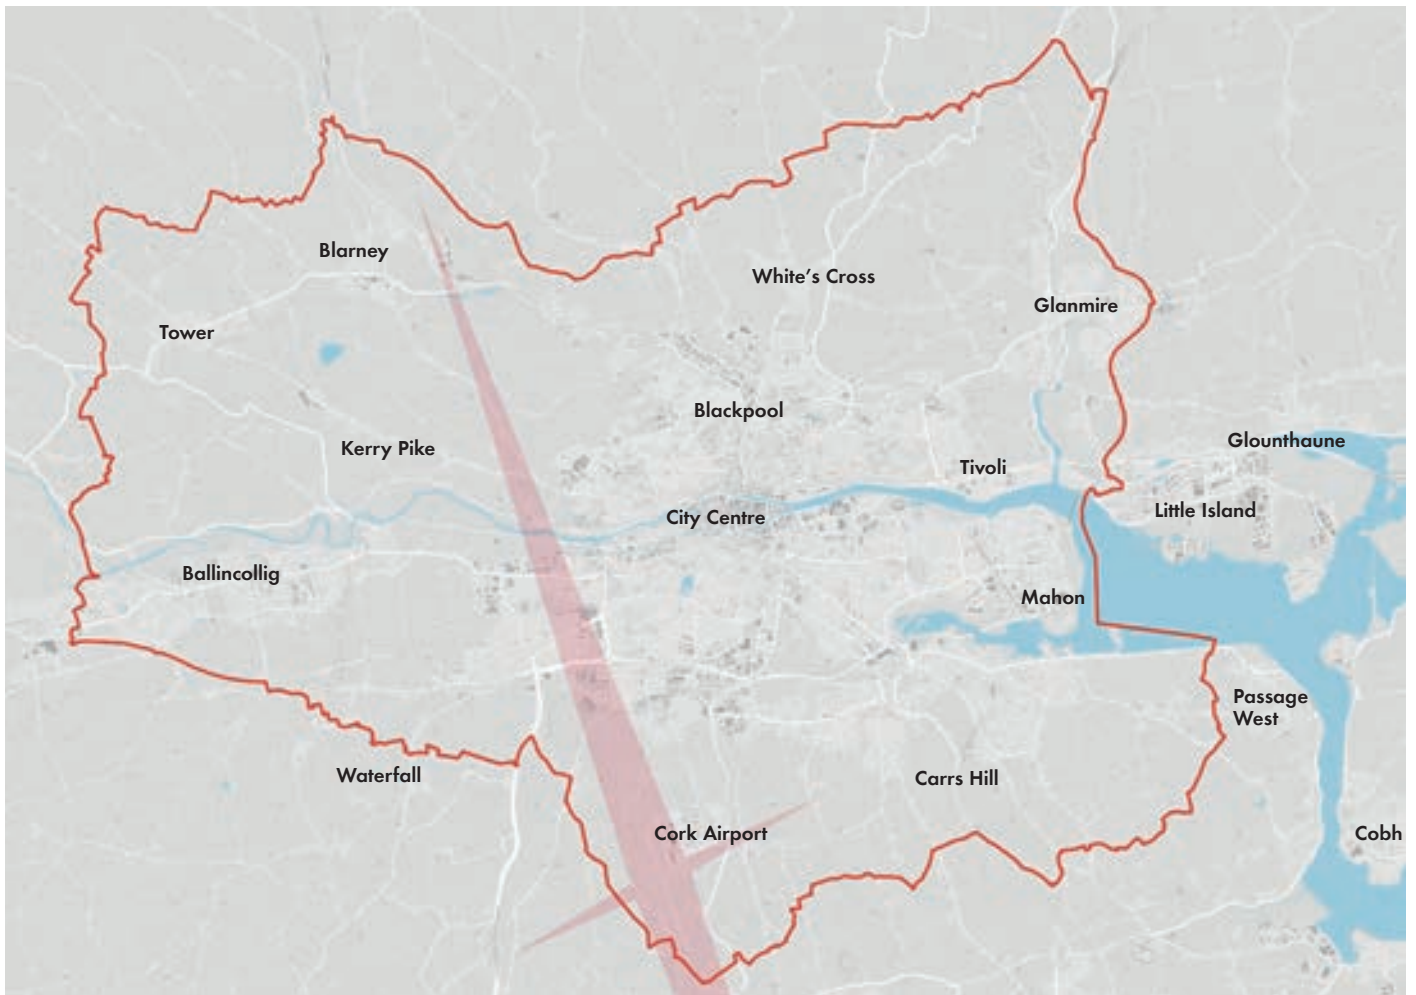 Blarney
White's Cross
Glanmire
Tower
Blackpool
Glounthaune
Kerry Pike
Tivoli
Little Island
City Centre
Ballincollig
Mahon
Passage
West
Waterfall
Carrs Hill
Cork Airport
Cobh